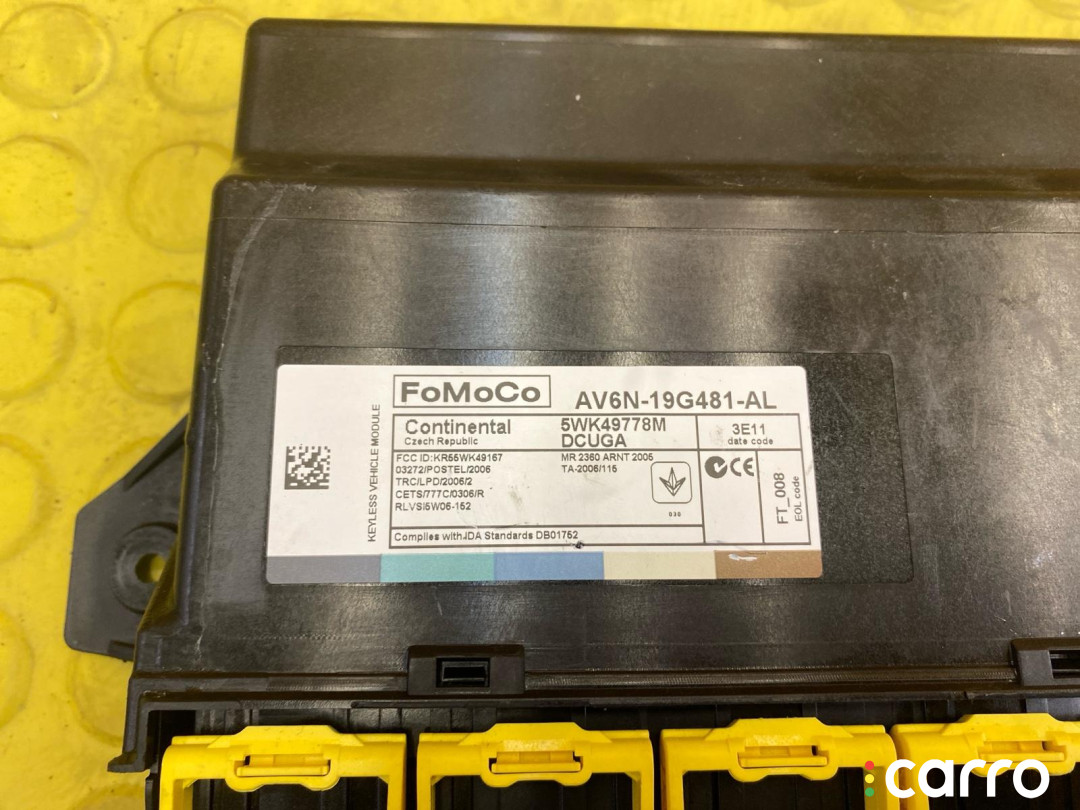 FoMoCo
AV6N-19G481-AL
KEYLESS VEHICLE MODULE
Continental
Czech Republic
5WK49778M
DCUGA
3E11
date code
FCC ID:KR55WK49167
03272/POSTEL/2006
TRC/LPD/2006/2
CETS/777C/0306/R
RLVSI5W06-152
MR 2360 ARNT 2005
TA-2006/115
036
CE
FT_008
EOL code
Complies with IDA Standards DB01752
carro